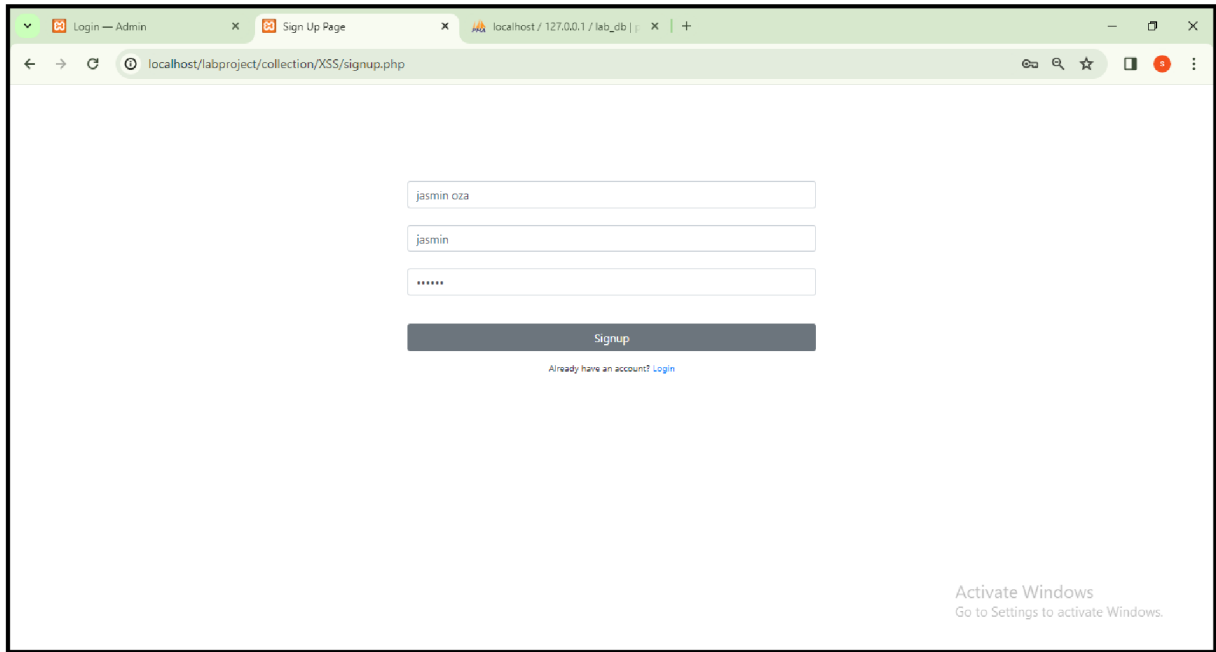 Login — Admin
Sign Up Page
localhost / 127.0.0.1 / lab_db | p
localhost/labproject/collection/XSS/signup.php
s
jasmin oza
jasmin
••••••
Signup
Already have an account? Login
Activate Windows
Go to Settings to activate Windows.